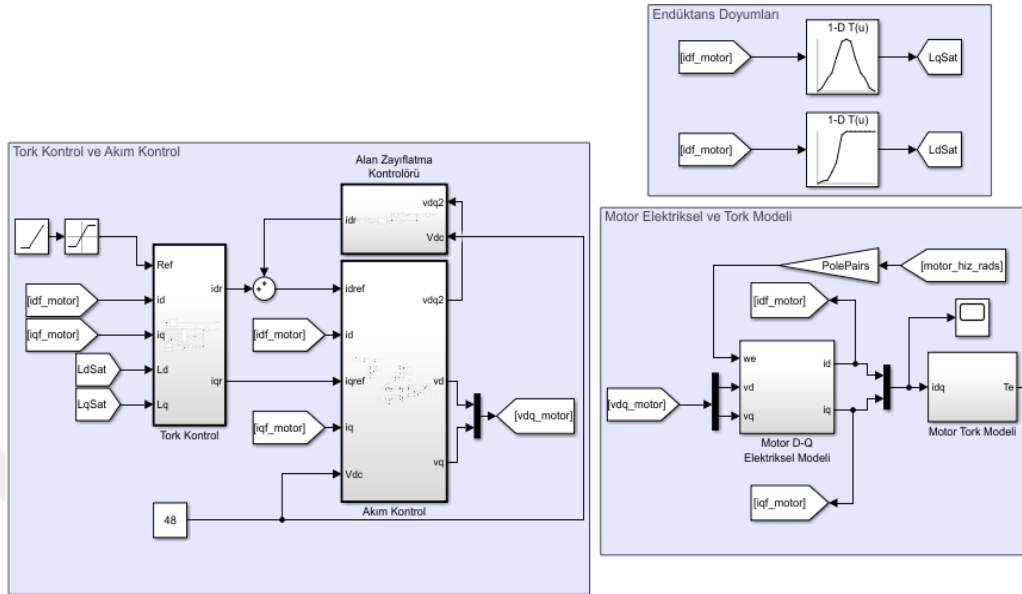 Endüktans Doyumları
1-D T(u)
[idf_motor]
LqSat
1-D T(u)
[idf_motor]
LdSat
Tork Kontrol ve Akım Kontrol
Alan Zayıflatma
Kontrolörü
vdq2
idr
Vdc
Ref
[idf_motor]
id
idr
[iqf_motor]
iq
LdSat
Ld
iqr
LqSat
Lq
Tork Kontrol
idref
vdq2
[idf_motor]
id
iqref
vd
[iqf_motor]
iq
vq
Vdc
[vdq_motor]
Akım Kontrol
48
Motor Elektriksel ve Tork Modeli
PolePairs
[motor_hiz_rads]
[idf_motor]
we
id
[vdq_motor]
vd
vq
iq
idq
Te
Motor D-Q
Elektriksel Modeli
Motor Tork Modeli
[iqf_motor]